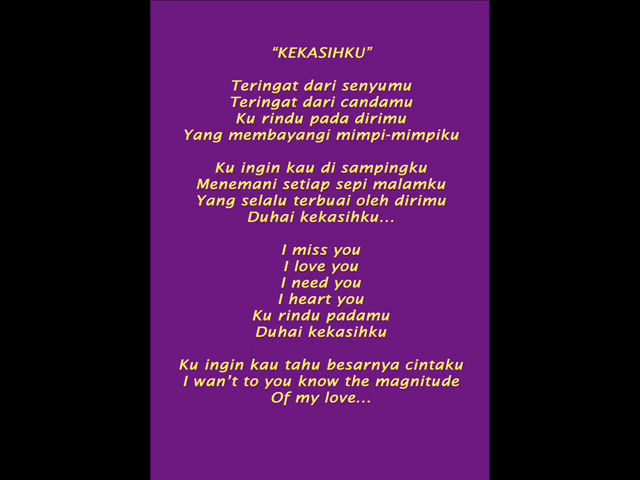 “KEKASIHKU”
Teringat dari senyumu
Teringat dari candamu
Ku rindu pada dirimu
Yang membayangi mimpi-mimpiku
Ku ingin kau di sampingku
Menemani setiap sepi malamku
Yang selalu terbuai oleh dirimu
Duhai kekasihku...
I miss you
I love you
I need you
I heart you
Ku rindu padamu
Duhai kekasihku
Ku ingin kau tahu besarnya cintaku
I wan’t to you know the magnitude
Of my love...